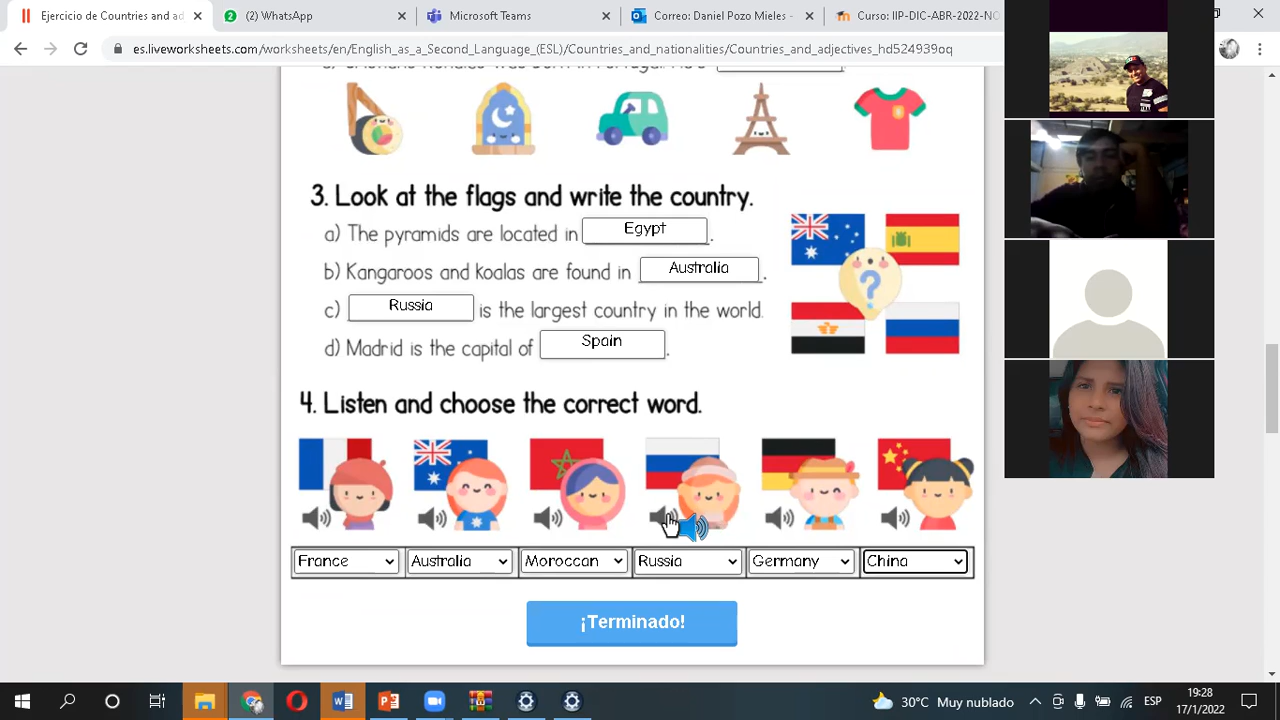 Ejercicio de Countries and ad
(2) WhatsApp
Microsoft Teams
Correo: Daniel Pozo Mieles -
Curso: IIP-DIC-ABR-2022-NO
es.liveworksheets.com/worksheets/en/English_as_a_Second_Language_(ESL)/Countries_and_nationalities/Countries_and_adjectives_hd524939oq
3. Look at the flags and write the country.
a) The pyramids are located in Egypt .
b) Kangaroos and koalas are found in Australia .
c) Russia is the largest country in the world.
d) Madrid is the capital of Spain .
4. Listen and choose the correct word.
France Australia Moroccan Russia Germany China
¡Terminado!
30°C Muy nublado
ESP
19:28
17/1/2022